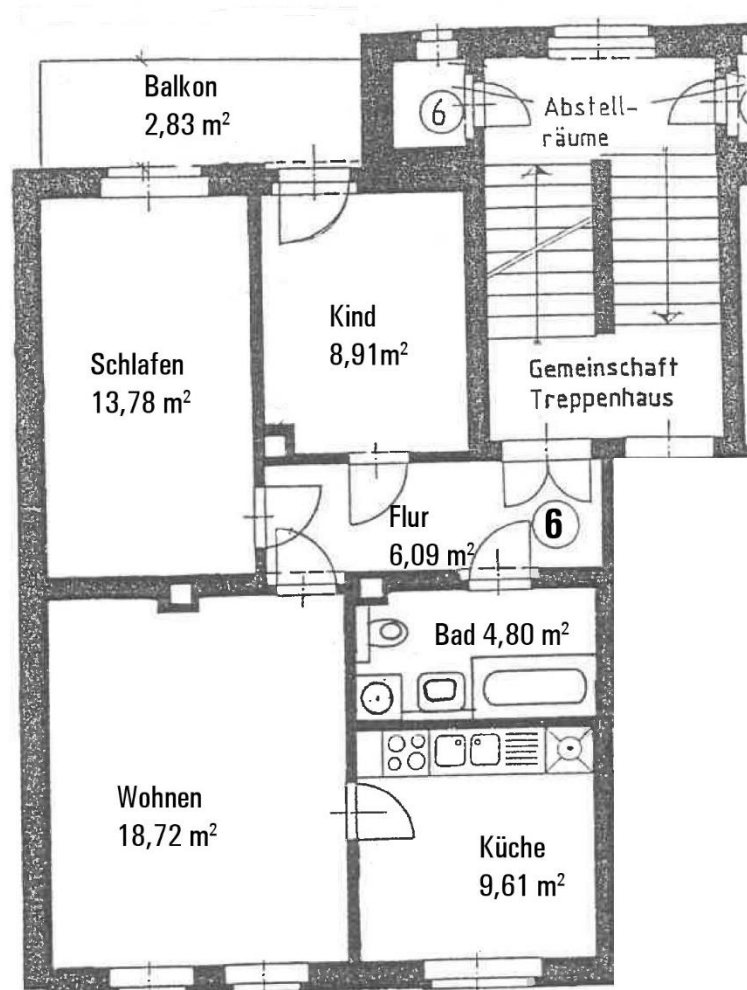 Balkon
2,83 m²
6
Abstell-
räume
Kind
8,91m²
Schlafen
13,78 m²
Gemeinschaft
Treppenhaus
Flur
6,09 m²
6
Bad 4,80 m²
Wohnen
18,72 m²
Küche
9,61 m²